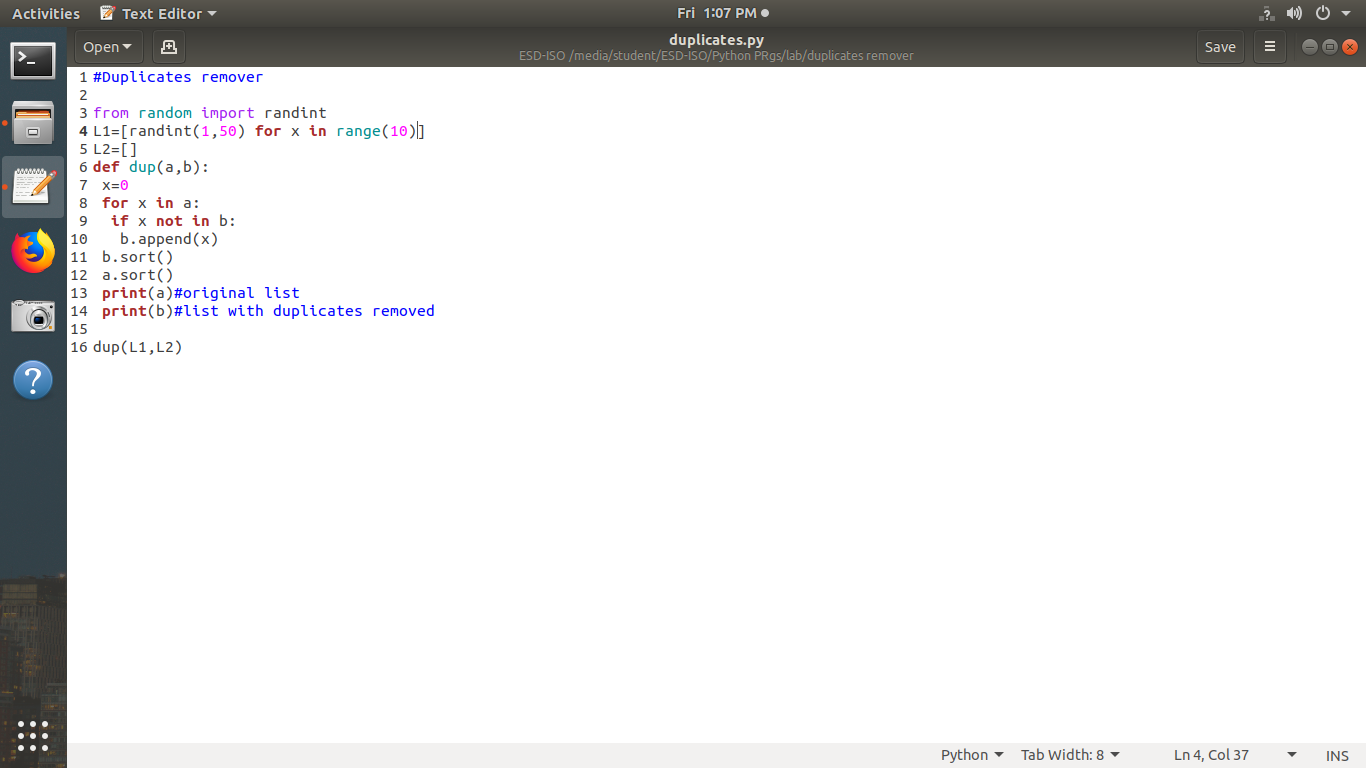 Activities Text Editor Fri 1:07 PM
Open duplicates.py Save
ESD-ISO /media/student/ESD-ISO/Python PRgs/lab/duplicates remover
1 #Duplicates remover
2
3 from random import randint
4 L1=[randint(1,50) for x in range(10)]
5 L2=[]
6 def dup(a,b):
7  x=0
8  for x in a:
9   if x not in b:
10    b.append(x)
11  b.sort()
12  a.sort()
13  print(a)#original list
14  print(b)#list with duplicates removed
15
16 dup(L1,L2)
Python Tab Width: 8 Ln 4, Col 37 INS